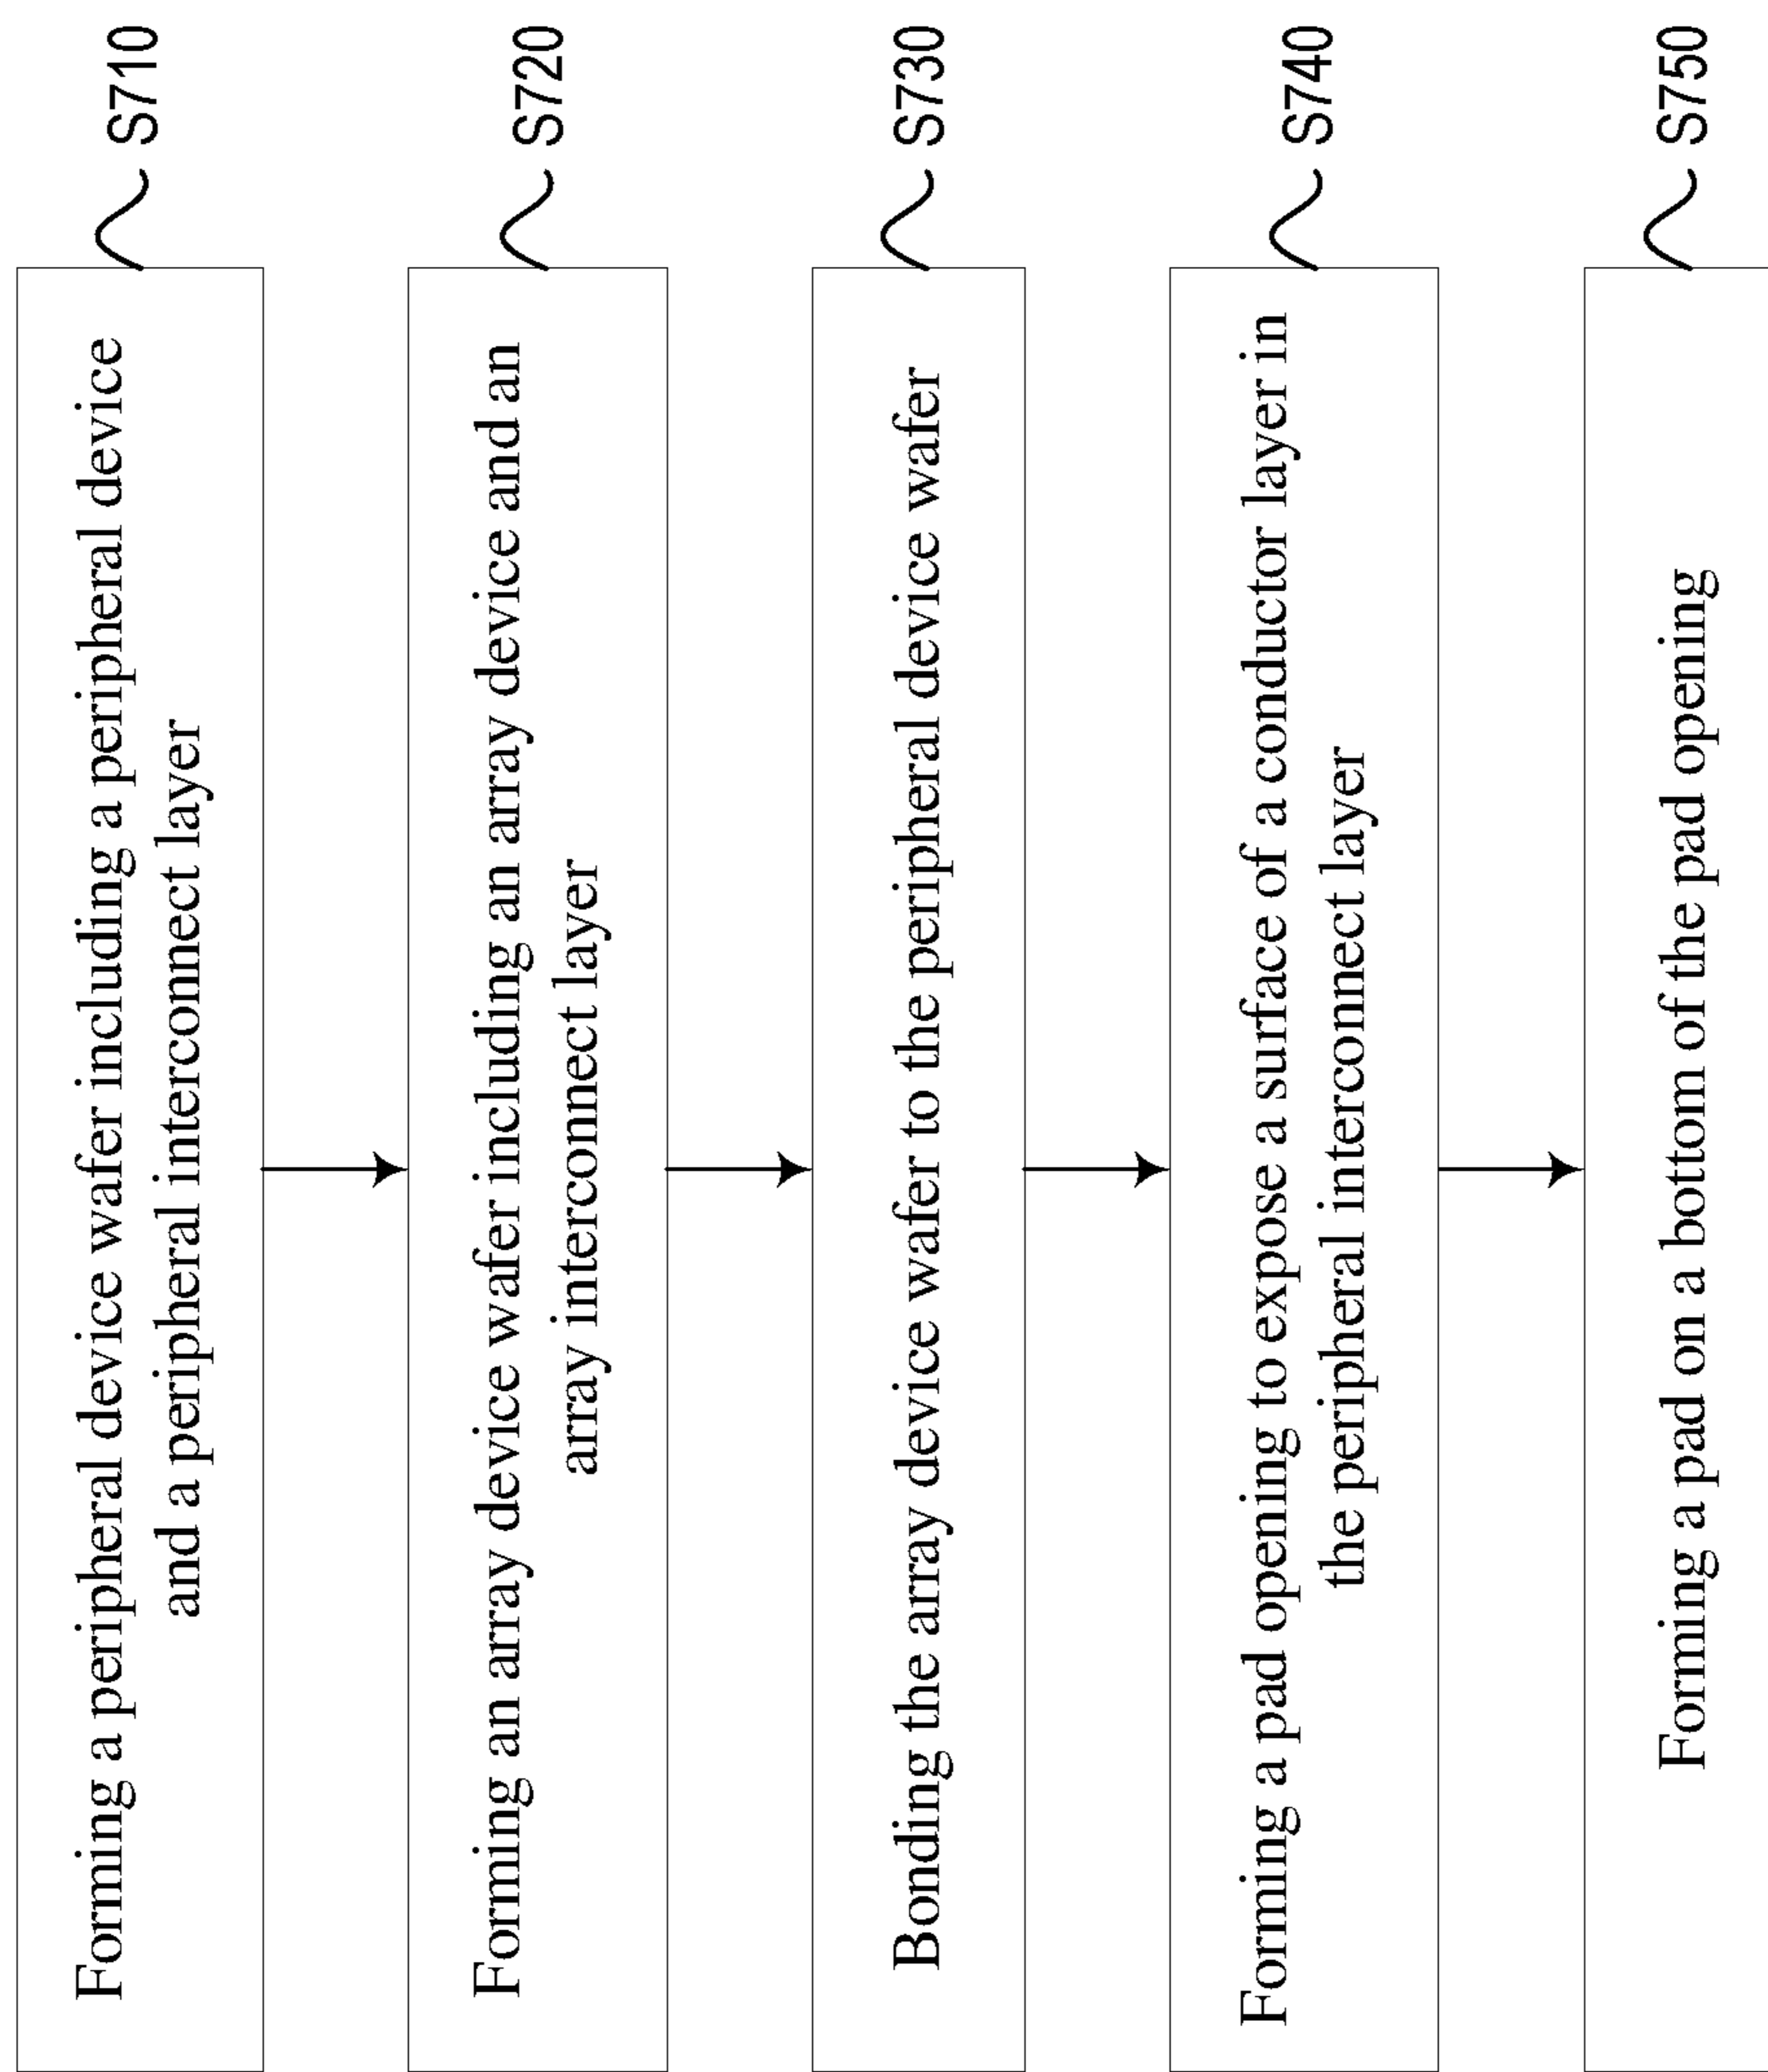 Forming a peripheral device wafer including a peripheral device
and a peripheral interconnect layer
S710
Forming an array device wafer including an array device and an
array interconnect layer
S720
Bonding the array device wafer to the peripheral device wafer
S730
Forming a pad opening to expose a surface of a conductor layer in
the peripheral interconnect layer
S740
Forming a pad on a bottom of the pad opening
S750